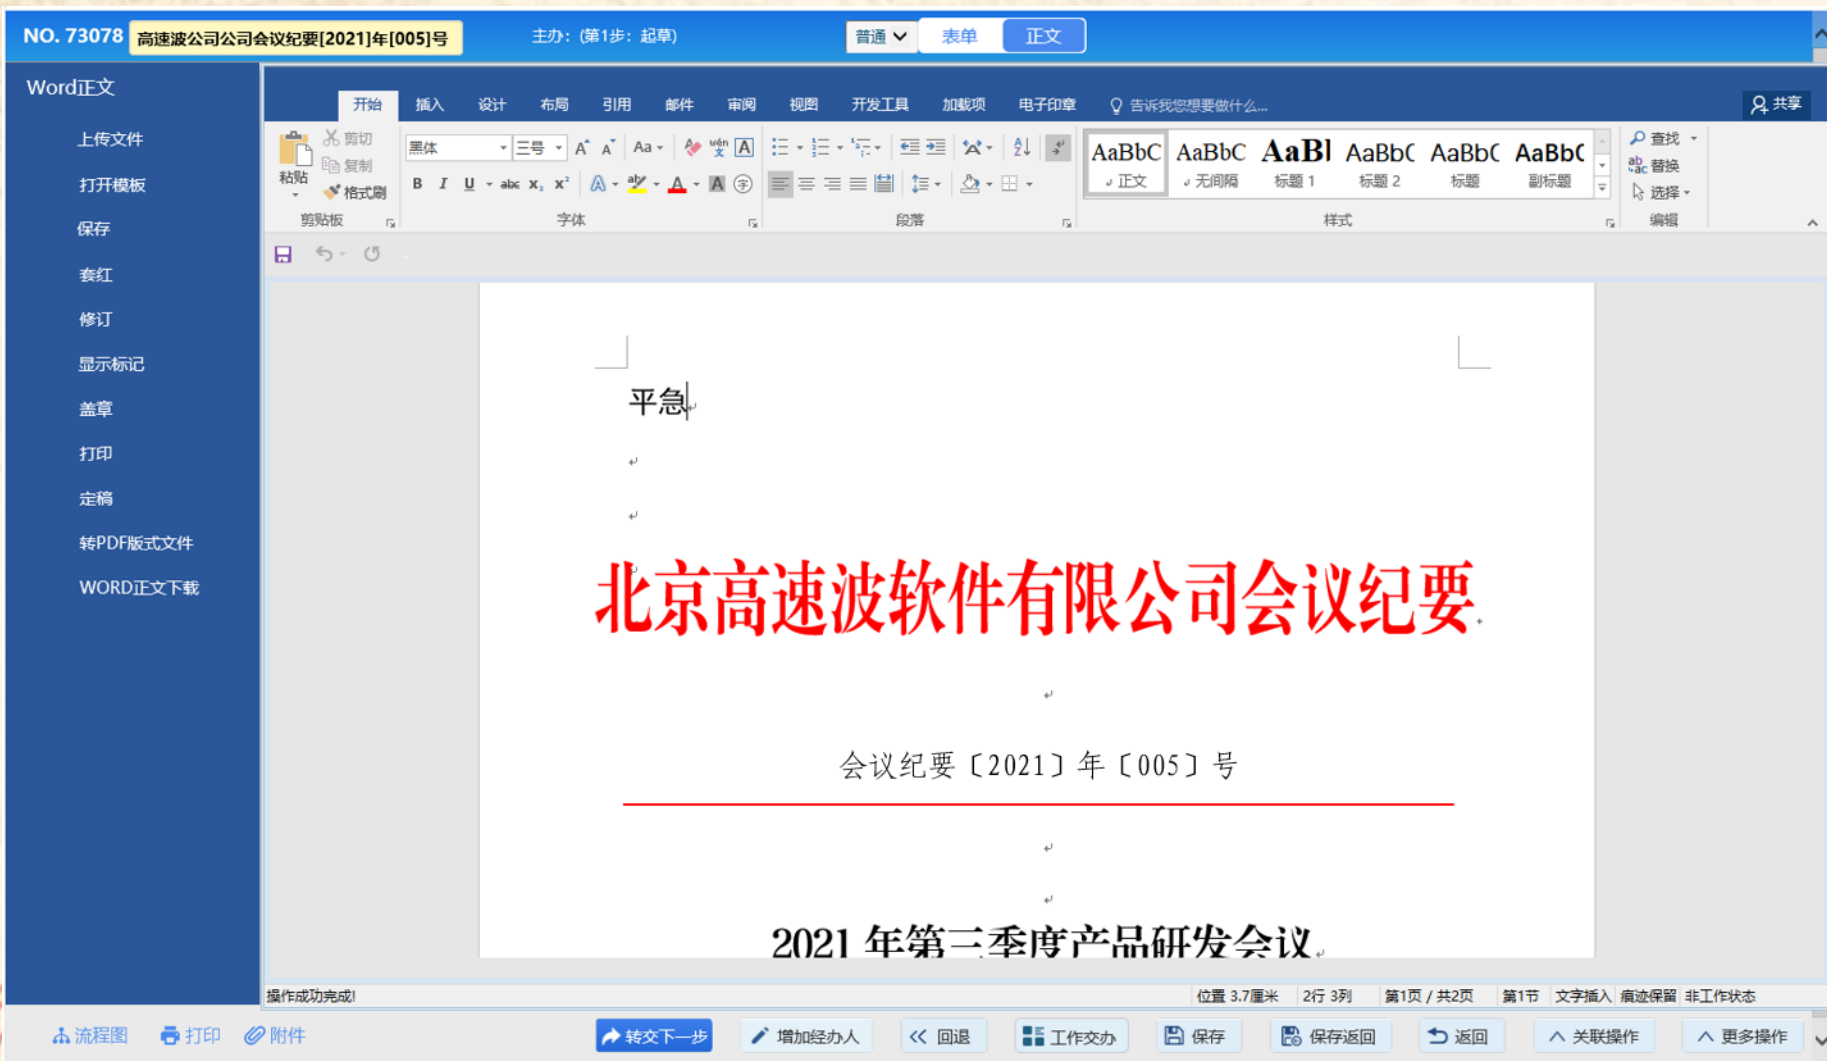 NO. 73078 高速波公司公司会议纪要[2021]年[005]号 主办：(第1步：起草) 普通 表单 正文
Word正文
上传文件
打开模板
保存
套红
修订
显示标记
盖章
打印
定稿
转PDF版式文件
WORD正文下载
开始 插入 设计 布局 引用 邮件 审阅 视图 开发工具 加载项 电子印章 告诉我您想要做什么... 共享
粘贴 剪切 复制 格式刷
剪贴板
黑体 三号 Aa
B I U abc x₂ x² A
字体
段落
AaBbC AaBbC AaBl AaBbC AaBbC AaBbC
正文 无间隔 标题 1 标题 2 标题 副标题
样式
查找
替换
选择
编辑
平急
北京高速波软件有限公司会议纪要
会议纪要〔2021〕年〔005〕号
2021 年第三季度产品研发会议
操作成功完成! 位置 3.7厘米 2行 3列 第1页 / 共2页 第1节 文字插入 痕迹保留 非工作状态
流程图 打印 附件 转交下一步 增加经办人 回退 工作交办 保存 保存返回 返回 关联操作 更多操作